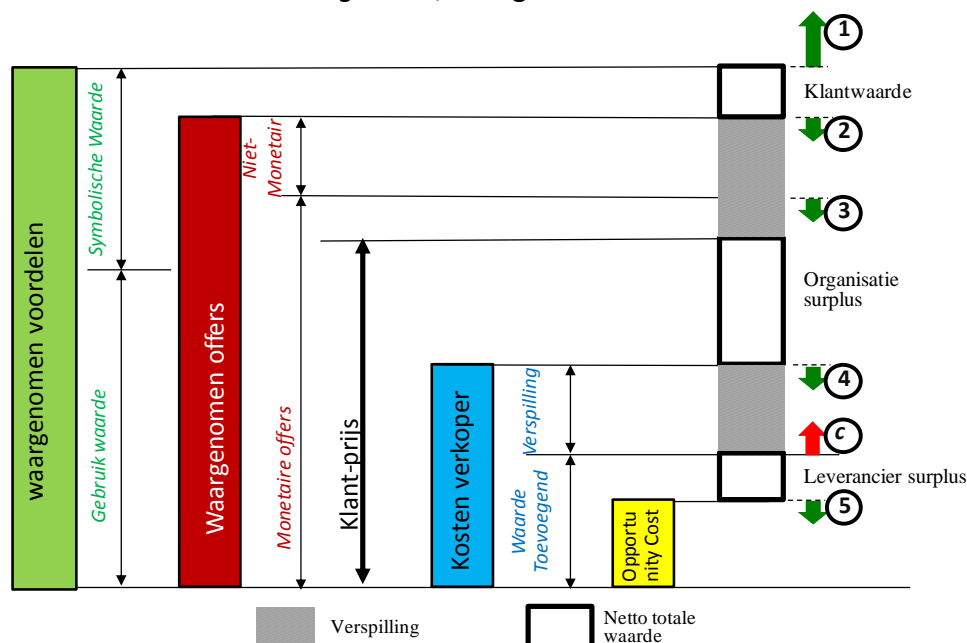 1
Klantwaarde
2
3
Organisatie
surplus
4
c
Leverancier surplus
5
waargenomen voordelen
Symbolische Waarde
Gebruik waarde
Waargenomen offers
Niet-
Monetair
Monetaire offers
Klant-prijs
Kosten verkoper
Verspilling
Waarde
Toevoegend
Opportu
nity Cost
Verspilling
Netto totale
waarde